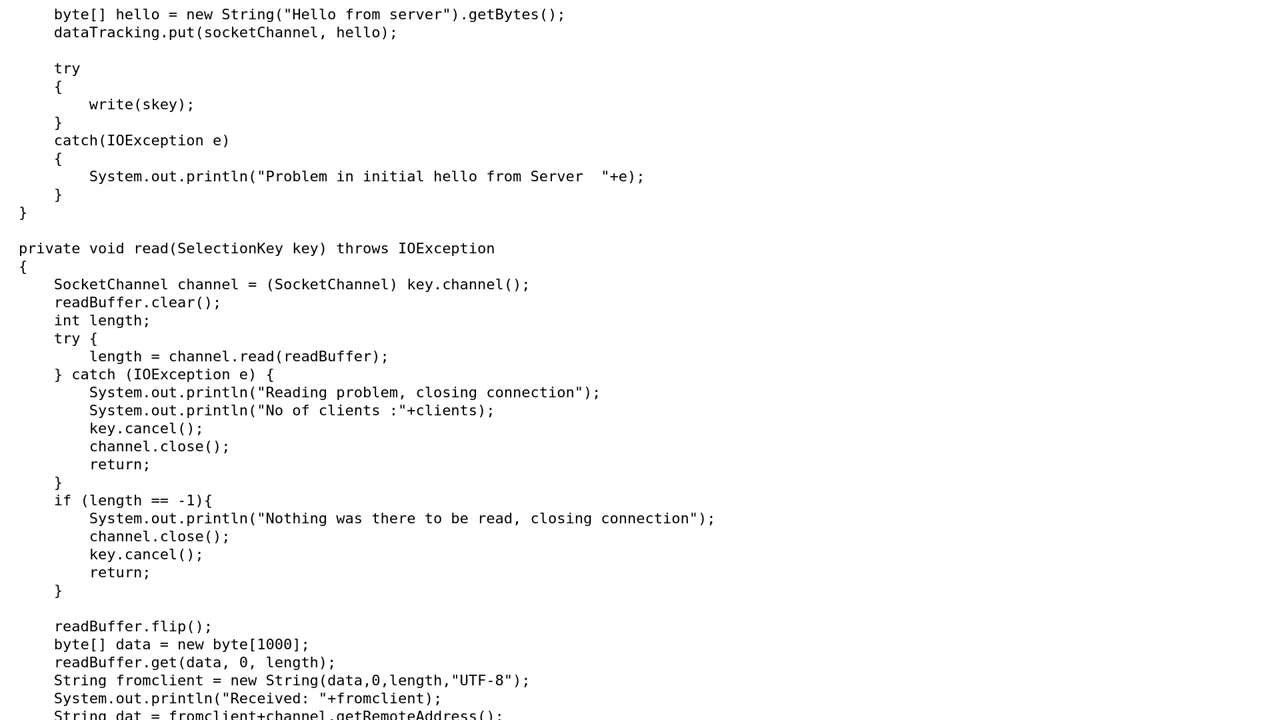 byte[] hello = new String("Hello from server").getBytes();
dataTracking.put(socketChannel, hello);
try
{
write(skey);
}
catch(IOException e)
{
System.out.println("Problem in initial hello from Server  "+e);
}
}
private void read(SelectionKey key) throws IOException
{
SocketChannel channel = (SocketChannel) key.channel();
readBuffer.clear();
int length;
try {
length = channel.read(readBuffer);
} catch (IOException e) {
System.out.println("Reading problem, closing connection");
System.out.println("No of clients :"+clients);
key.cancel();
channel.close();
return;
}
if (length == -1){
System.out.println("Nothing was there to be read, closing connection");
channel.close();
key.cancel();
return;
}
readBuffer.flip();
byte[] data = new byte[1000];
readBuffer.get(data, 0, length);
String fromclient = new String(data,0,length,"UTF-8");
System.out.println("Received: "+fromclient);
String dat = fromclient+channel.getRemoteAddress();